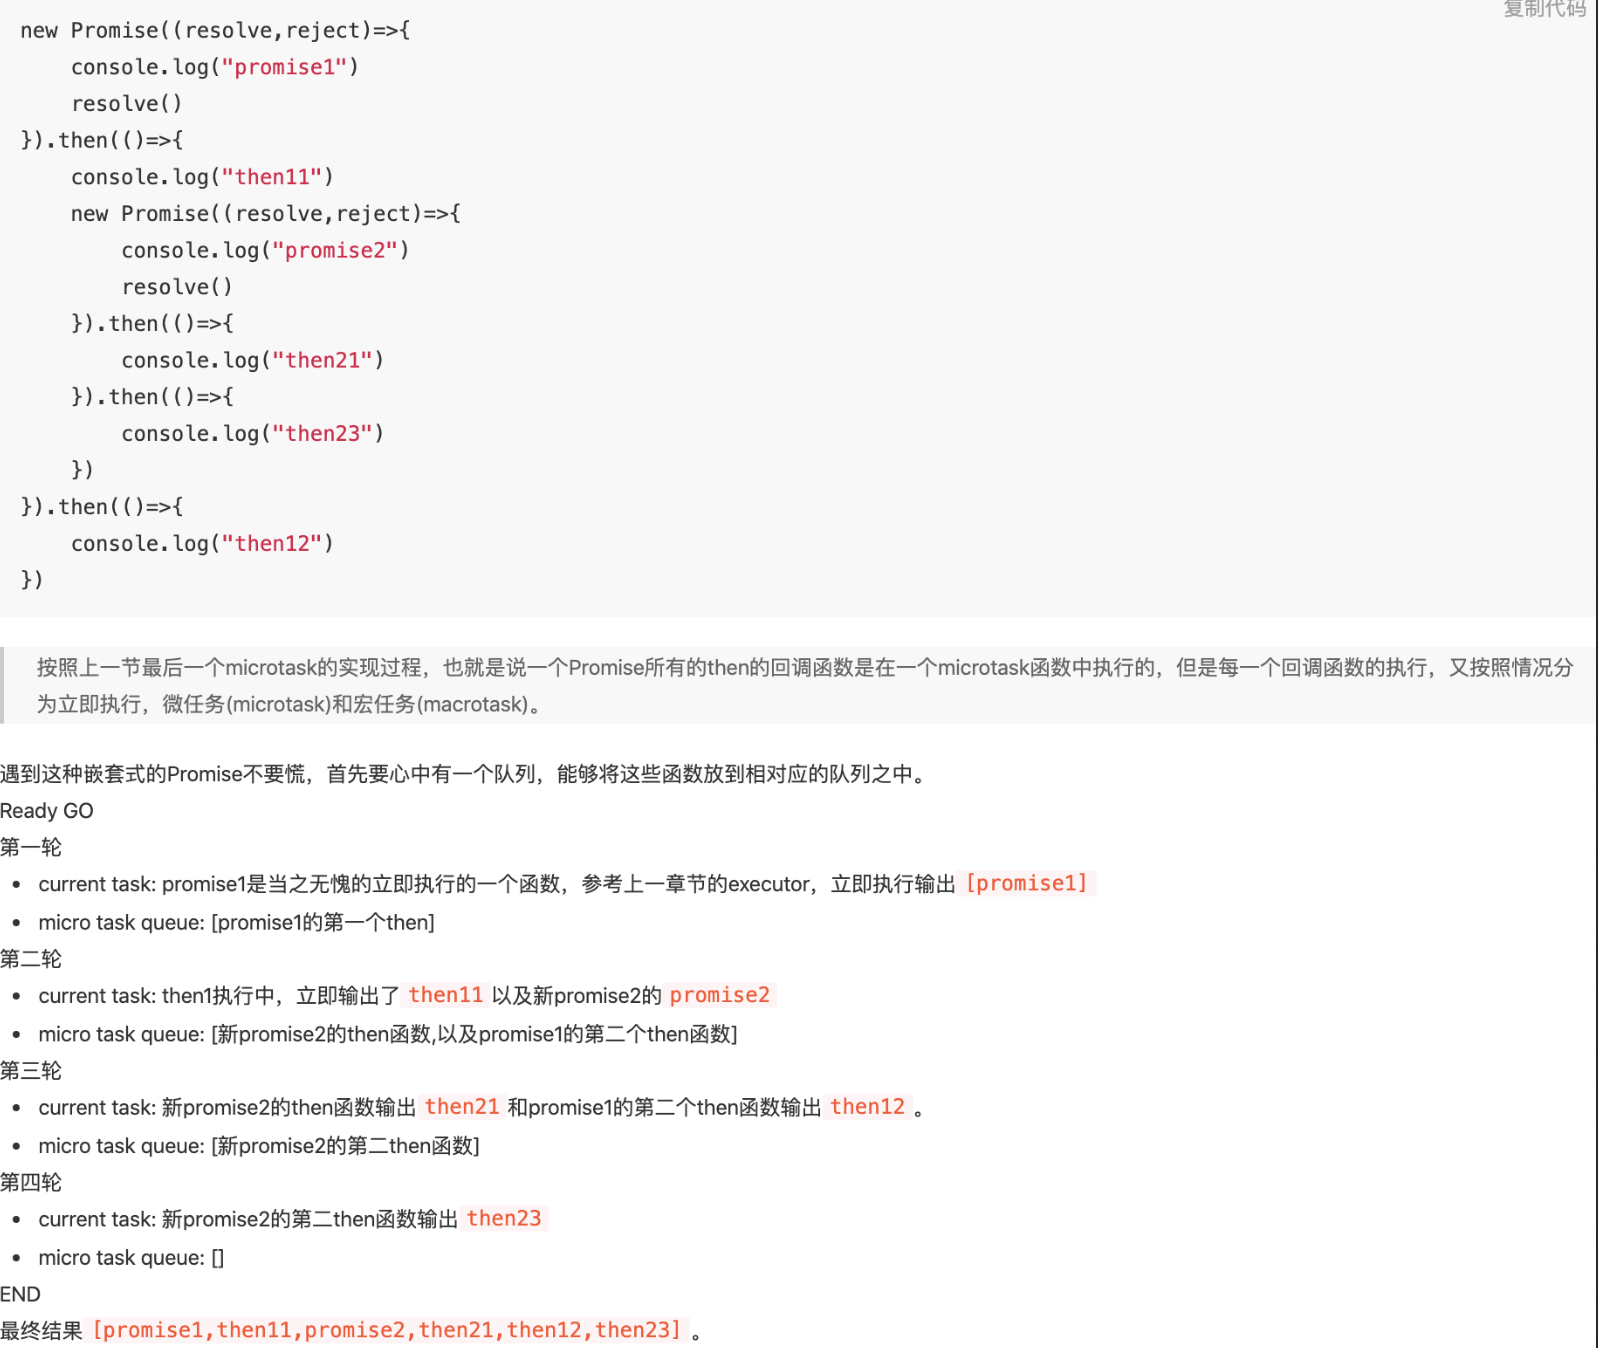 复制代码
new Promise((resolve,reject)=>{
    console.log("promise1")
    resolve()
}).then(()=>{
    console.log("then11")
    new Promise((resolve,reject)=>{
        console.log("promise2")
        resolve()
    }).then(()=>{
        console.log("then21")
    }).then(()=>{
        console.log("then23")
    })
}).then(()=>{
    console.log("then12")
})
按照上一节最后一个microtask的实现过程，也就是说一个Promise所有的then的回调函数是在一个microtask函数中执行的，但是每一个回调函数的执行，又按照情况分
为立即执行，微任务(microtask)和宏任务(macrotask)。
遇到这种嵌套式的Promise不要慌，首先要心中有一个队列，能够将这些函数放到相对应的队列之中。
Ready GO
第一轮
• current task: promise1是当之无愧的立即执行的一个函数，参考上一章节的executor，立即执行输出 [promise1]
• micro task queue: [promise1的第一个then]
第二轮
• current task: then1执行中，立即输出了 then11 以及新promise2的 promise2
• micro task queue: [新promise2的then函数,以及promise1的第二个then函数]
第三轮
• current task: 新promise2的then函数输出 then21 和promise1的第二个then函数输出 then12 。
• micro task queue: [新promise2的第二then函数]
第四轮
• current task: 新promise2的第二then函数输出 then23
• micro task queue: []
END
最终结果 [promise1,then11,promise2,then21,then12,then23] 。